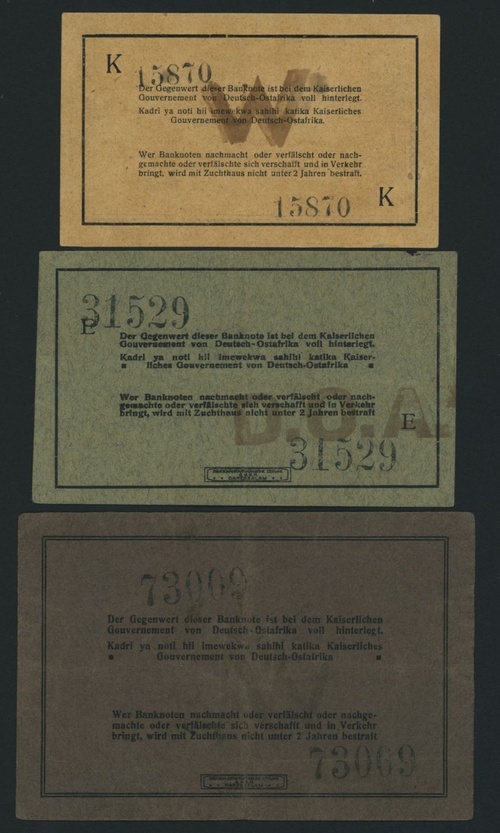 K
15870
Der Gegenwert dieser Banknote ist bei dem Kaiserlichen
Gouvernement von Deutsch-Ostafrika voll hinterlegt.
Kadri ya noti hii imewekwa sahihi katika Kaiserliches
Gouvernement von Deutsch-Ostafrika.
W
Wer Banknoten nachmacht oder verfälscht oder nach-
gemachte oder verfälschte sich verschafft und in Verkehr
bringt, wird mit Zuchthaus nicht unter 2 Jahren bestraft.
K
15870
31529
E
Der Gegenwert dieser Banknote ist bei dem Kaiserlichen
Gouvernement von Deutsch-Ostafrika voll hinterlegt.
Kadri ya noti hii imewekwa sahihi katika Kaiser-
liches Gouvernement von Deutsch-Ostafrika
Wer Banknoten nachmacht oder verfälscht oder nach-
gemachte oder verfälschte sich verschafft und in Verkehr
bringt, wird mit Zuchthaus nicht unter 2 Jahren bestraft
E
31529
73069
Der Gegenwert dieser Banknote ist bei dem Kaiserlichen
Gouvernement von Deutsch-Ostafrika voll hinterlegt.
Kadri ya noti hii imewekwa sahihi katika Kaiserliches
Gouvernement von Deutsch-Ostafrika
Wer Banknoten nachmacht oder verfälscht oder nachge-
machte oder verfälschte sich verschafft und in Verkehr
bringt, wird mit Zuchthaus nicht unter 2 Jahren bestraft
73069